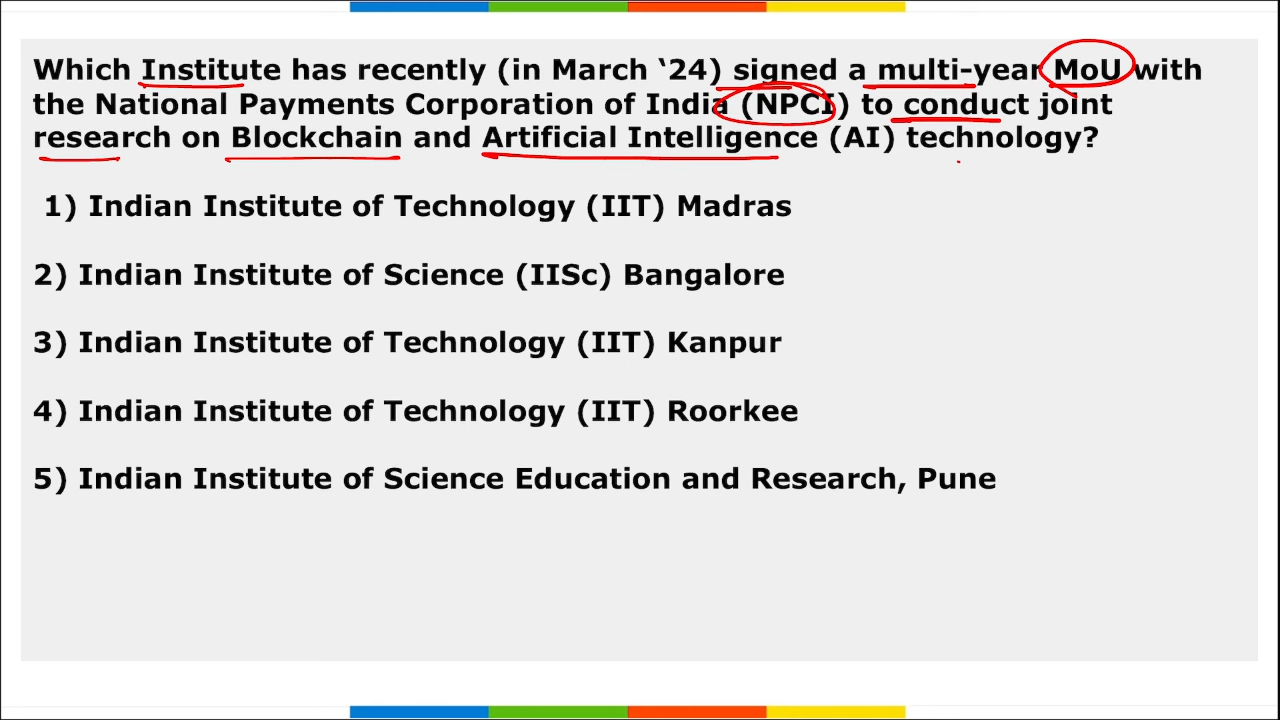 Which Institute has recently (in March ‘24) signed a multi-year MoU with
the National Payments Corporation of India (NPCI) to conduct joint
research on Blockchain and Artificial Intelligence (AI) technology?
1) Indian Institute of Technology (IIT) Madras
2) Indian Institute of Science (IISc) Bangalore
3) Indian Institute of Technology (IIT) Kanpur
4) Indian Institute of Technology (IIT) Roorkee
5) Indian Institute of Science Education and Research, Pune